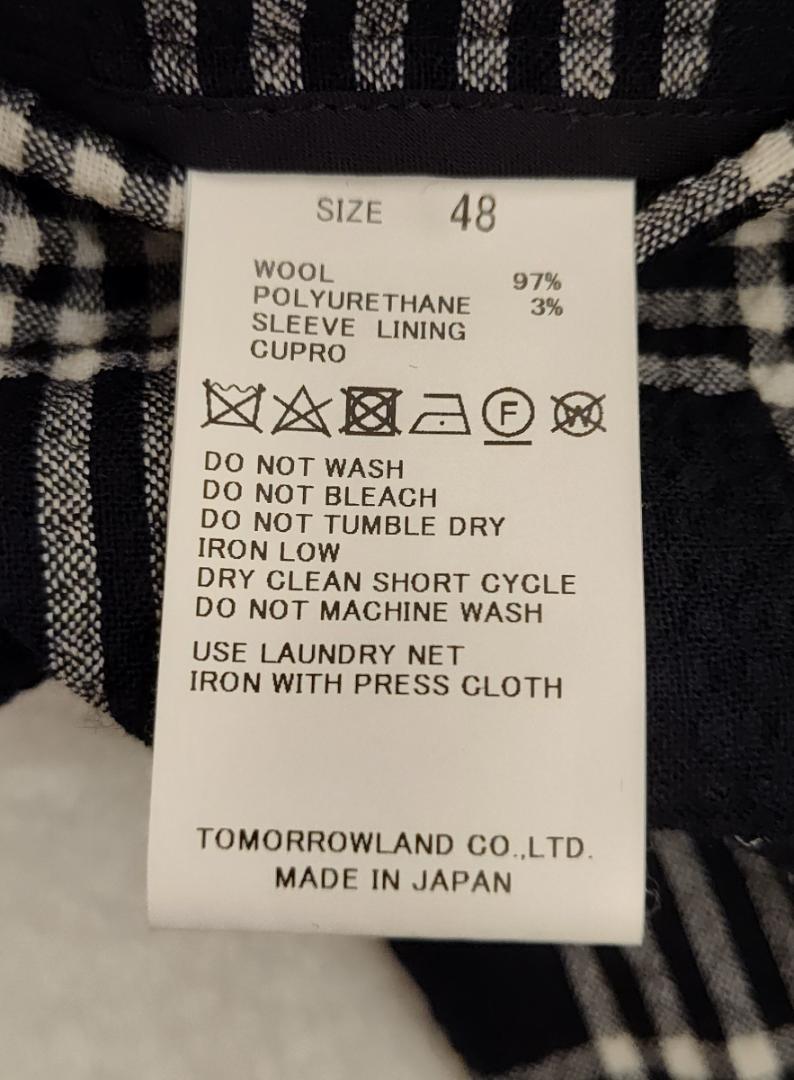 SIZE 48
WOOL 97%
POLYURETHANE 3%
SLEEVE LINING
CUPRO
F W
DO NOT WASH
DO NOT BLEACH
DO NOT TUMBLE DRY
IRON LOW
DRY CLEAN SHORT CYCLE
DO NOT MACHINE WASH
USE LAUNDRY NET
IRON WITH PRESS CLOTH
TOMORROWLAND CO.,LTD.
MADE IN JAPAN